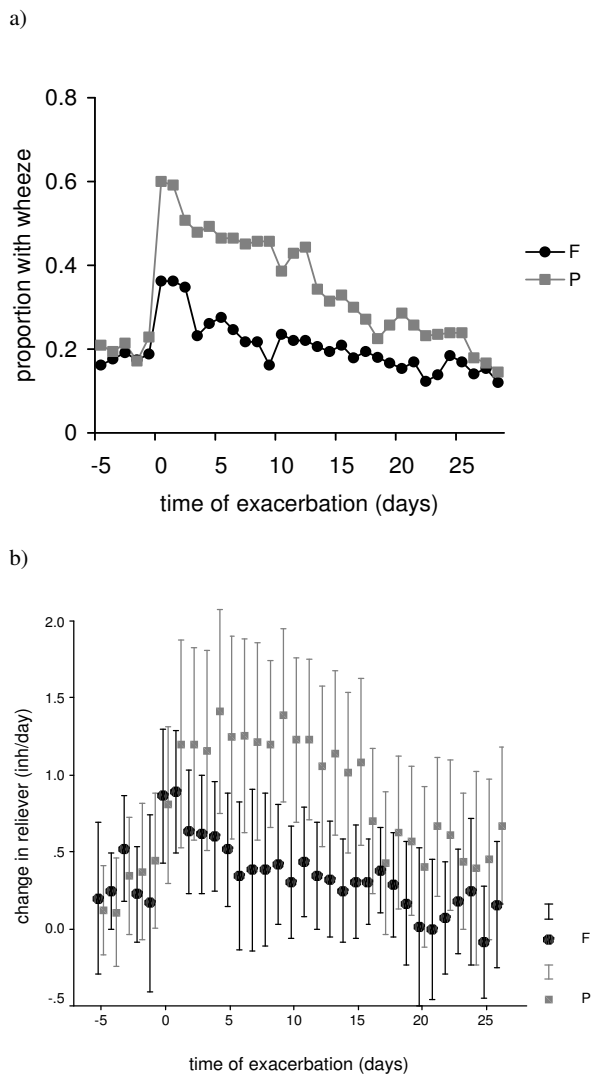 a)
0.8
0.6
0.4
0.2
0
proportion with wheeze
-5 0 5 10 15 20 25
time of exacerbation (days)
F
P
b)
2.0
1.5
1.0
.5
0.0
-.5
change in reliever (inh/day)
-5 0 5 10 15 20 25
time of exacerbation (days)
F
P